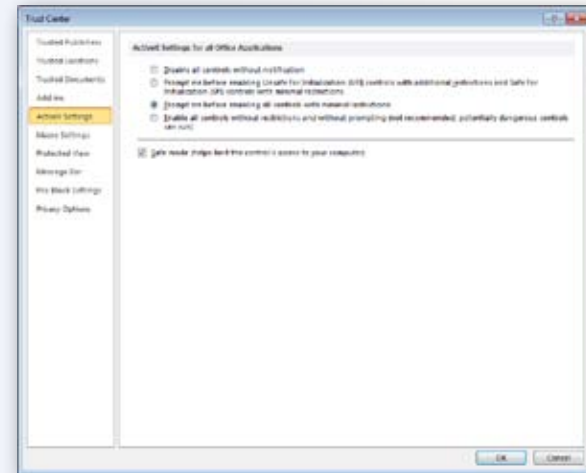 Trust Center
Trusted Publishers
Trusted Locations
Trusted Documents
Add-ins
ActiveX Settings
Macro Settings
Protected View
Message Bar
File Block Settings
Privacy Options
ActiveX Settings for all Office Applications
Disable all controls without notification
Prompt me before enabling Unsafe for Initialization (UFI) controls with additional restrictions and Safe for
Initialization (SFI) controls with minimal restrictions
Prompt me before enabling all controls with minimal restrictions
Enable all controls without restrictions and without prompting (not recommended; potentially dangerous controls
can run)
Safe mode (helps limit the control's access to your computer)
OK
Cancel